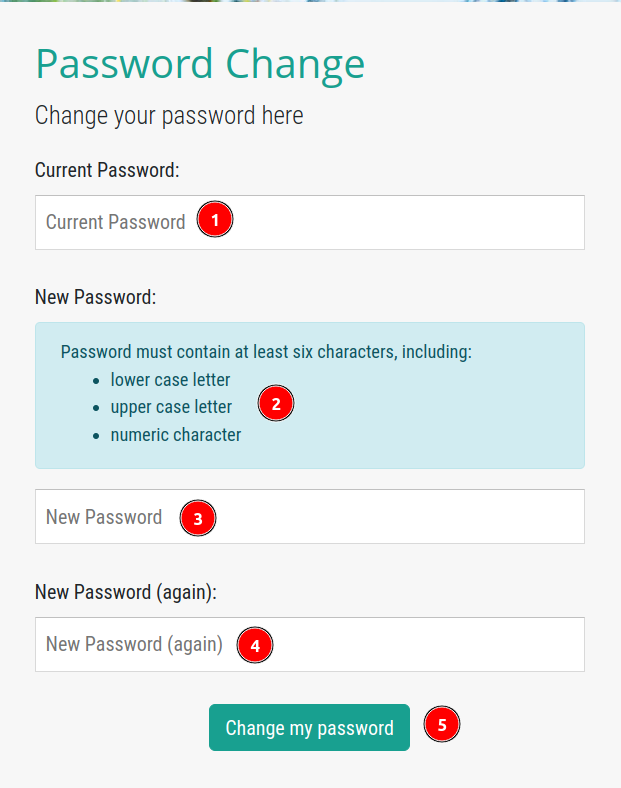 Password Change
Change your password here
Current Password:
Current Password 1
New Password:
Password must contain at least six characters, including:
• lower case letter
• upper case letter 2
• numeric character
New Password 3
New Password (again):
New Password (again) 4
Change my password 5